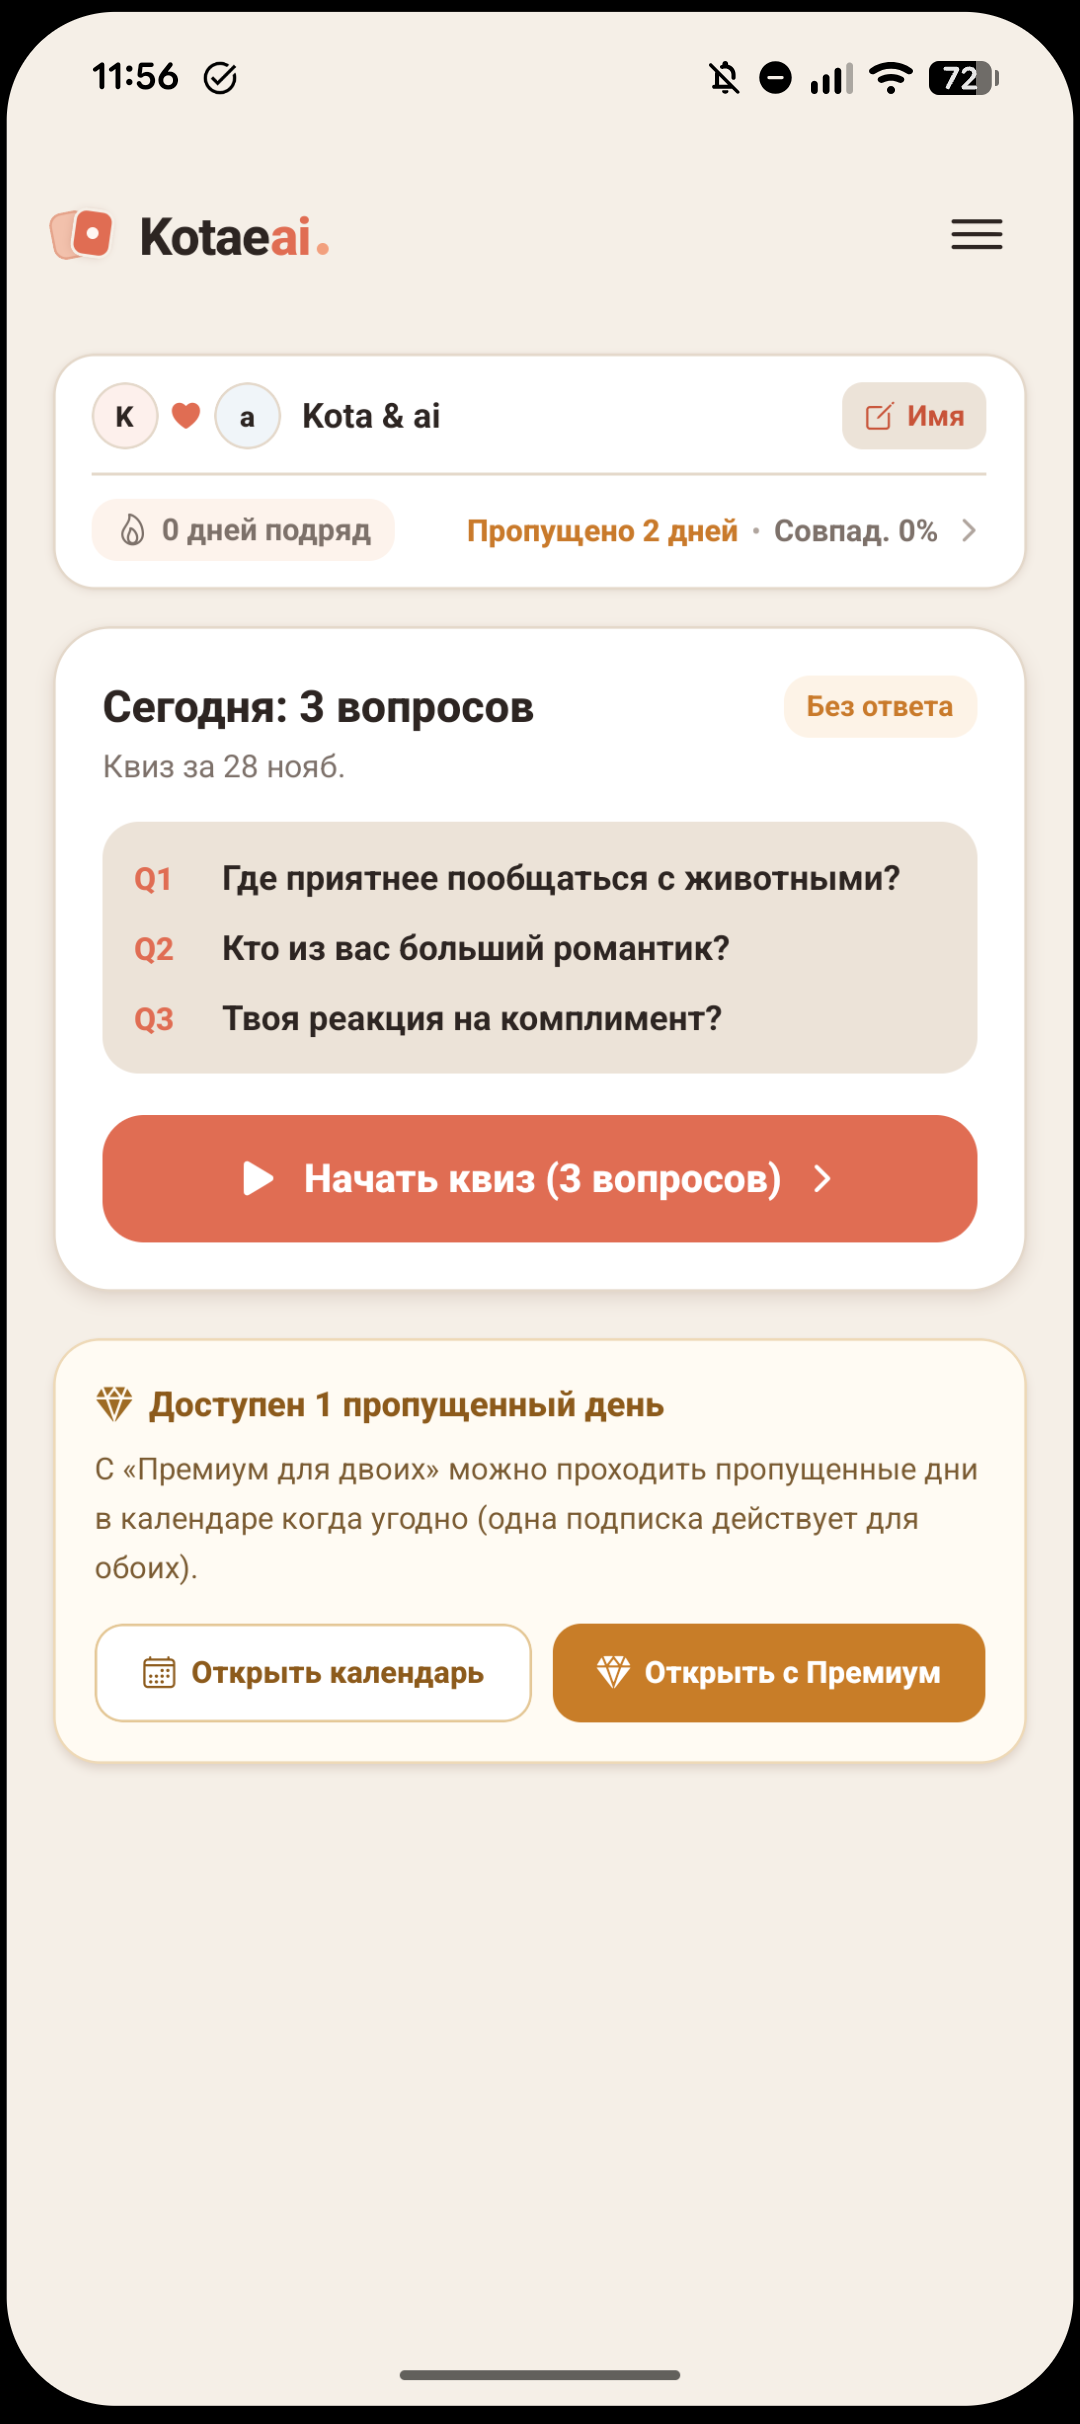 11:56
72
Kotaeai.
K
a
Kota & ai
Имя
0 дней подряд
Пропущено 2 дней • Совпад. 0%
Сегодня: 3 вопросов
Без ответа
Квиз за 28 нояб.
Q1 Где приятнее пообщаться с животными?
Q2 Кто из вас больший романтик?
Q3 Твоя реакция на комплимент?
Начать квиз (3 вопросов)
Доступен 1 пропущенный день
С «Премиум для двоих» можно проходить пропущенные дни
в календаре когда угодно (одна подписка действует для
обоих).
Открыть календарь
Открыть с Премиум